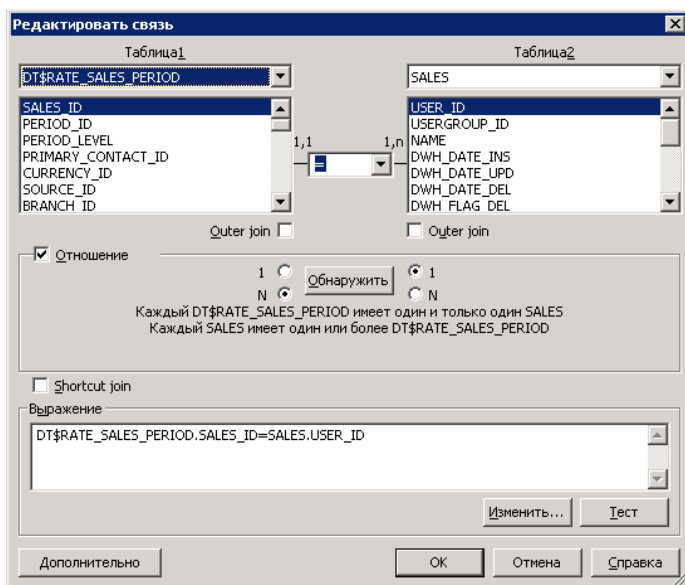 Редактировать связь
Таблица1
Таблица2
DT$RATE_SALES_PERIOD
SALES
SALES_ID
PERIOD_ID
PERIOD_LEVEL
PRIMARY_CONTACT_ID
CURRENCY_ID
SOURCE_ID
BRANCH_ID
1,1
=
1,n
USER_ID
USERGROUP_ID
NAME
DWH_DATE_INS
DWH_DATE_UPD
DWH_DATE_DEL
DWH_FLAG_DEL
Outer join
Outer join
Отношение
1
N
Обнаружить
1
N
Каждый DT$RATE_SALES_PERIOD имеет один и только один SALES
Каждый SALES имеет один или более DT$RATE_SALES_PERIOD
Shortcut join
Выражение
DT$RATE_SALES_PERIOD.SALES_ID=SALES.USER_ID
Изменить...
Тест
Дополнительно
OK
Отмена
Справка